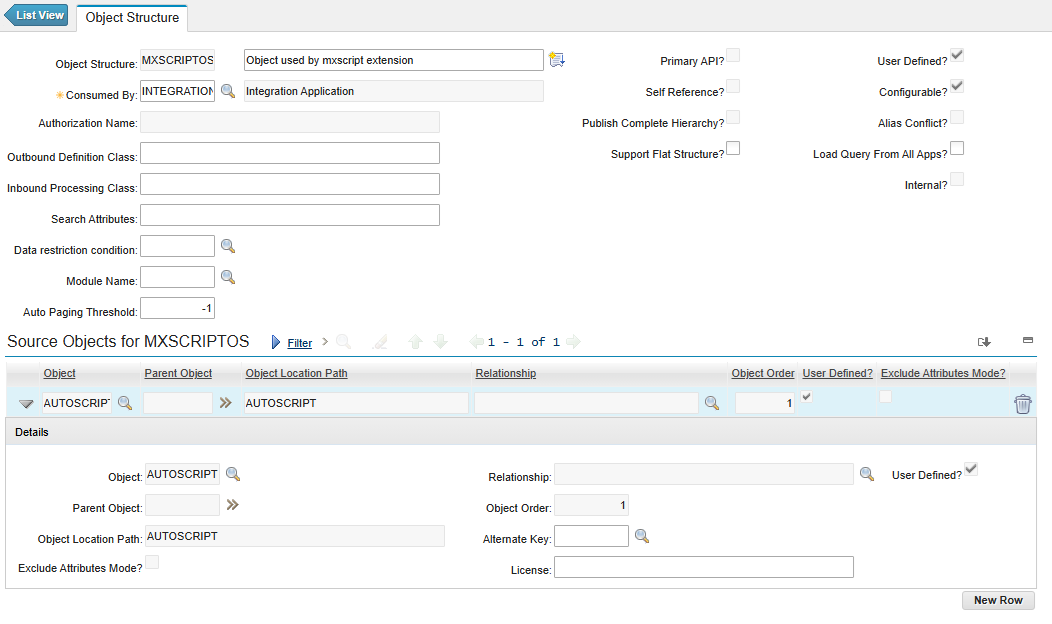 List View
Object Structure
Object Structure: MXSCRIPTOS Object used by mxscript extension Primary API? User Defined?
Consumed By: INTEGRATION Integration Application Self Reference? Configurable?
Authorization Name: Publish Complete Hierarchy? Alias Conflict?
Outbound Definition Class: Support Flat Structure? Load Query From All Apps?
Inbound Processing Class: Internal?
Search Attributes:
Data restriction condition:
Module Name:
Auto Paging Threshold: -1
Source Objects for MXSCRIPTOS Filter 1 - 1 of 1
Object Parent Object Object Location Path Relationship Object Order User Defined? Exclude Attributes Mode?
AUTOSCRIPT AUTOSCRIPT 1
Details
Object: AUTOSCRIPT Relationship: User Defined?
Parent Object: Object Order: 1
Object Location Path: AUTOSCRIPT Alternate Key:
Exclude Attributes Mode? License:
New Row